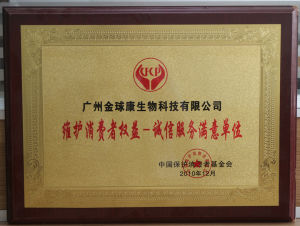 广州金球康生物科技有限公司
维护消费者权益－诚信服务满意单位
中国保护消费者基金会
2010年12月